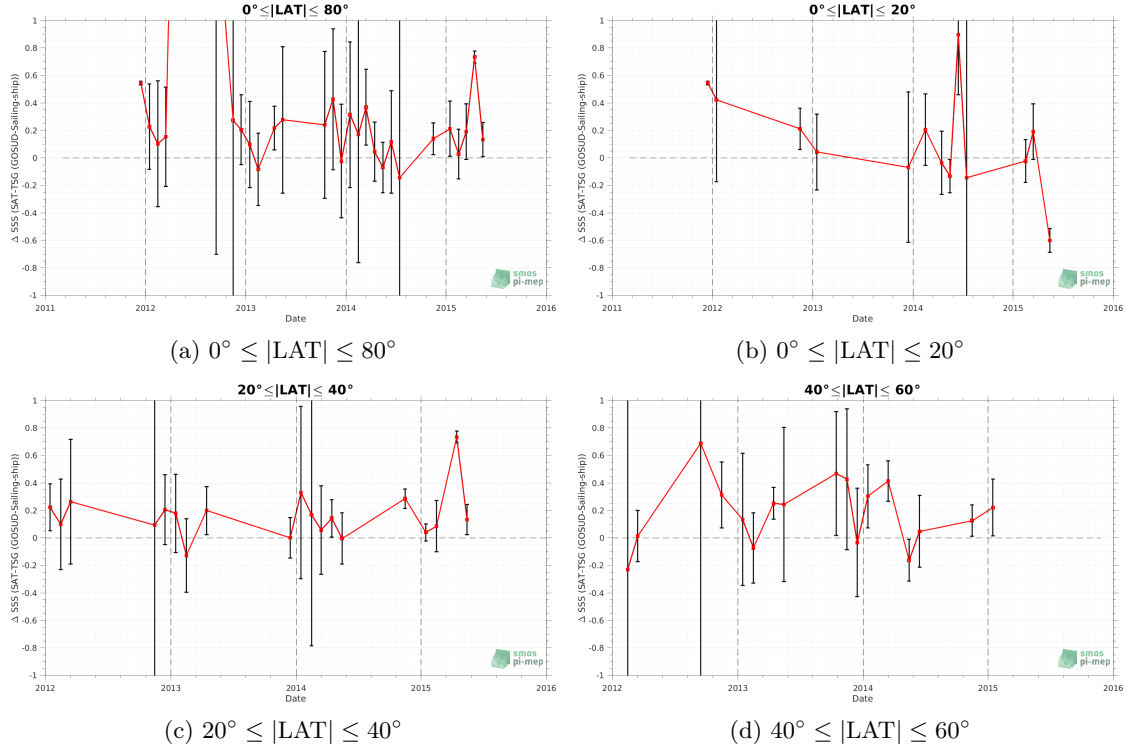 0°≤|LAT|≤ 80°
Δ SSS (SAT-TSG (GOSUD-Sailing-ship))
1
0.8
0.6
0.4
0.2
0
-0.2
-0.4
-0.6
-0.8
-1
2011 2012 2013 2014 2015 2016
Date
smos
pi-mep
(a) 0° ≤ |LAT| ≤ 80°
0°≤|LAT|≤ 20°
Δ SSS (SAT-TSG (GOSUD-Sailing-ship))
1
0.8
0.6
0.4
0.2
0
-0.2
-0.4
-0.6
-0.8
-1
2011 2012 2013 2014 2015 2016
Date
smos
pi-mep
(b) 0° ≤ |LAT| ≤ 20°
20°≤|LAT|≤ 40°
Δ SSS (SAT-TSG (GOSUD-Sailing-ship))
1
0.8
0.6
0.4
0.2
0
-0.2
-0.4
-0.6
-0.8
-1
2012 2013 2014 2015 2016
Date
smos
pi-mep
(c) 20° ≤ |LAT| ≤ 40°
40°≤|LAT|≤ 60°
Δ SSS (SAT-TSG (GOSUD-Sailing-ship))
1
0.8
0.6
0.4
0.2
0
-0.2
-0.4
-0.6
-0.8
-1
2012 2013 2014 2015 2016
Date
smos
pi-mep
(d) 40° ≤ |LAT| ≤ 60°